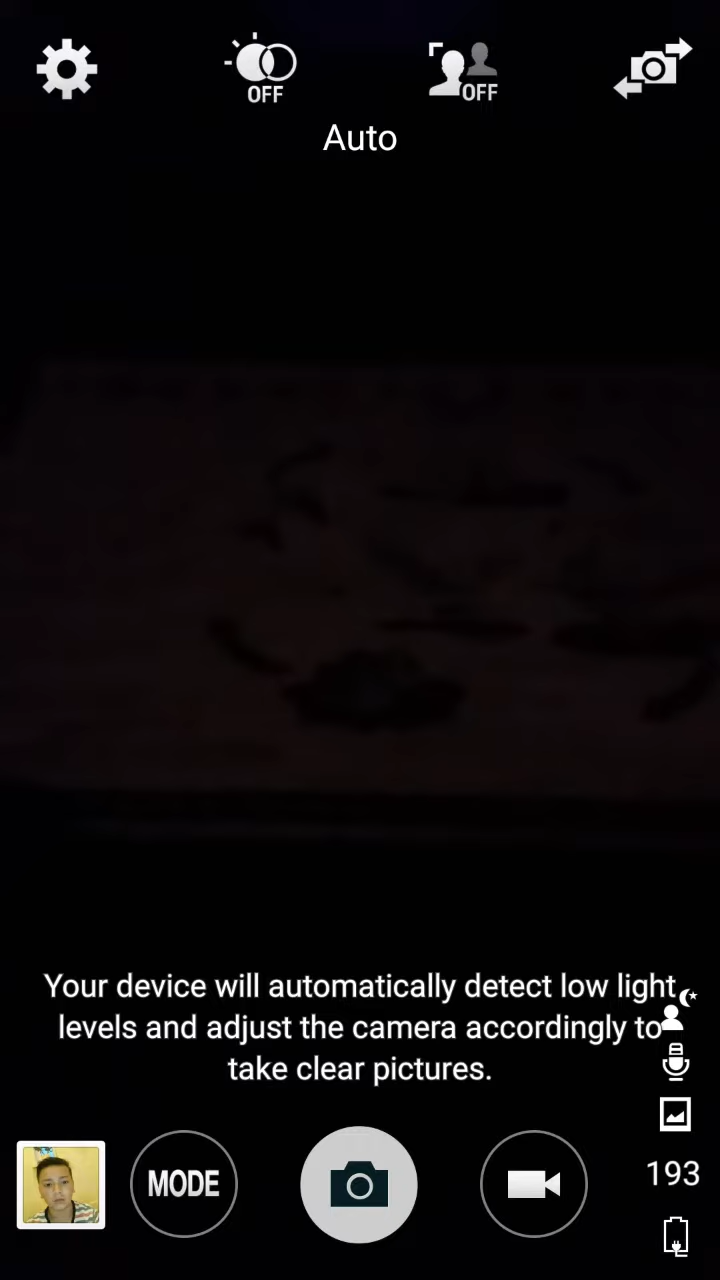 OFF
OFF
Auto
Your device will automatically detect low light
levels and adjust the camera accordingly to
take clear pictures.
MODE
193